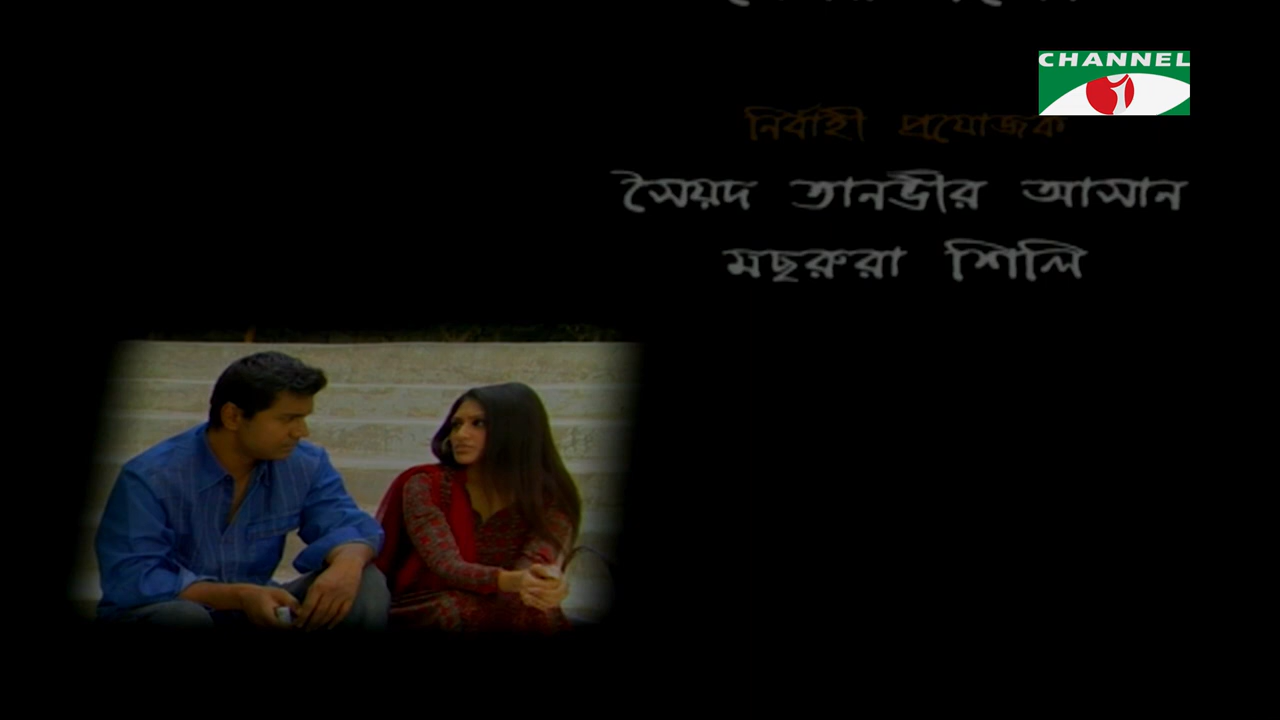 CHANNEL
নির্বাহী প্রযোজক
সৈয়দ তানভীর আসান
মছরুরা শিলি